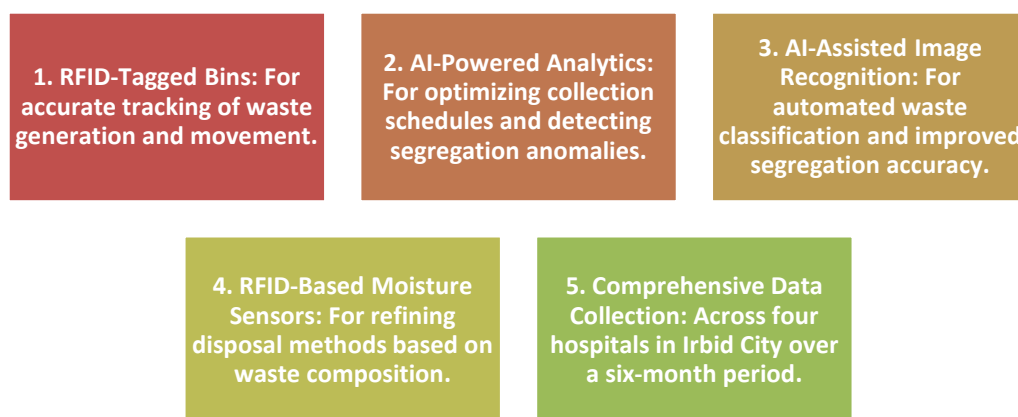 1. RFID-Tagged Bins: For
accurate tracking of waste
generation and movement.
2. AI-Powered Analytics:
For optimizing collection
schedules and detecting
segregation anomalies.
3. AI-Assisted Image
Recognition: For
automated waste
classification and improved
segregation accuracy.
4. RFID-Based Moisture
Sensors: For refining
disposal methods based on
waste composition.
5. Comprehensive Data
Collection: Across four
hospitals in Irbid City over
a six-month period.